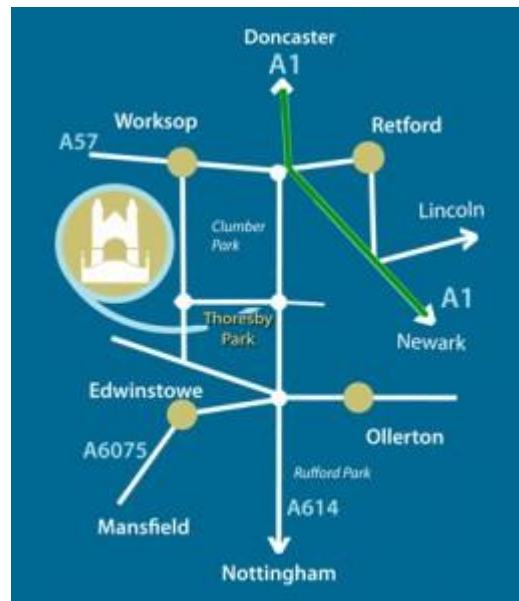 Doncaster
A1
Worksop
Retford
A57
Lincoln
Clumber
Park
A1
Thoresby
Park
Newark
Edwinstowe
Ollerton
A6075
Rufford Park
A614
Mansfield
Nottingham